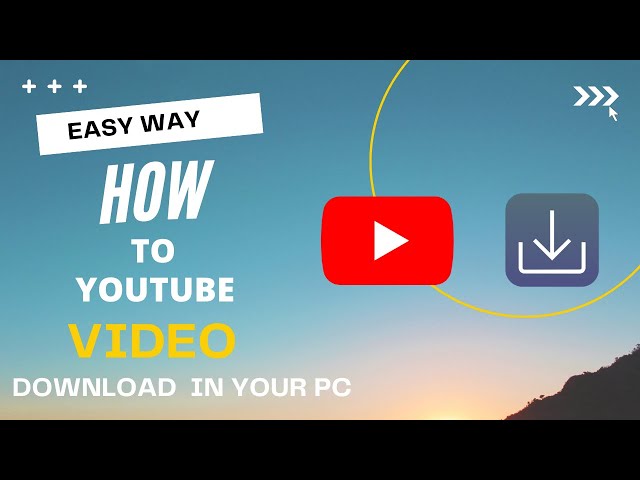 EASY WAY
HOW
TO
YOUTUBE
VIDEO
DOWNLOAD IN YOUR PC